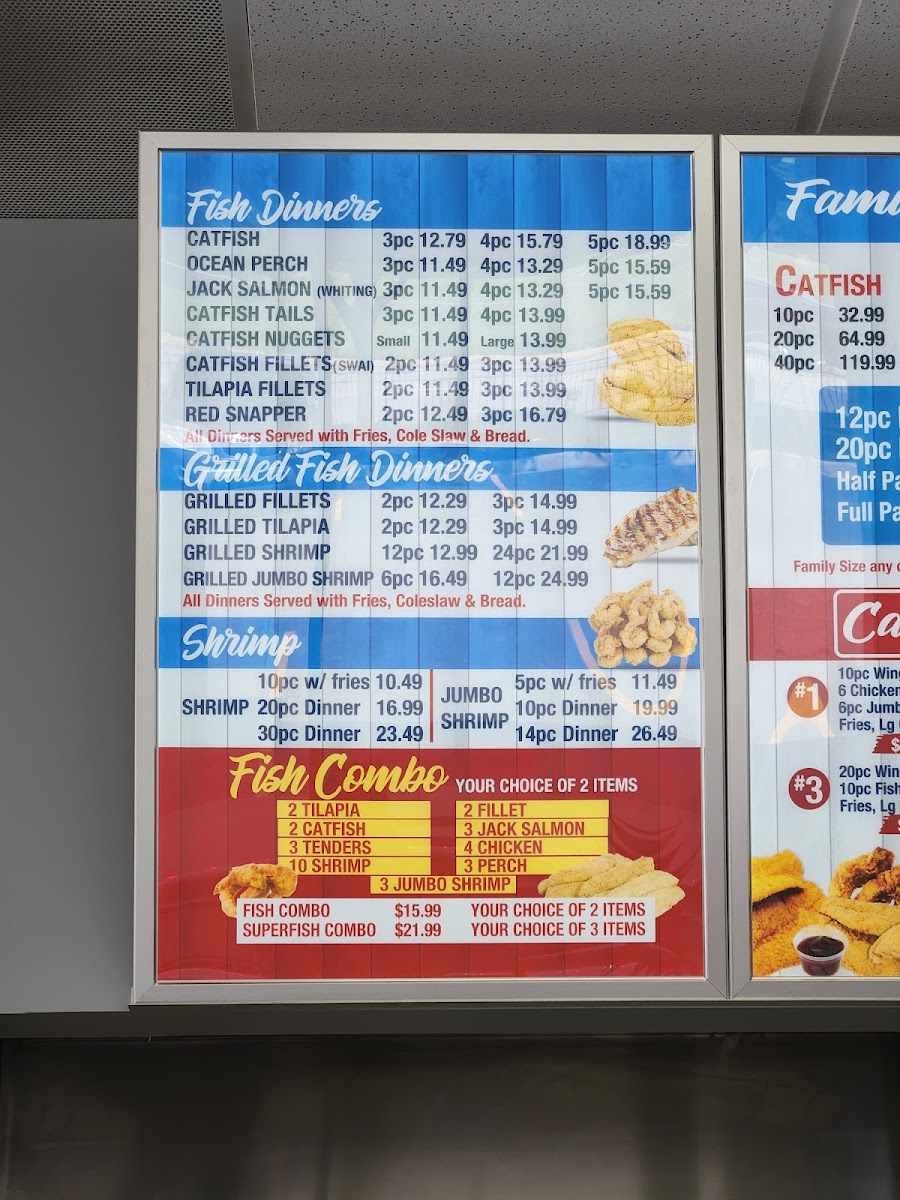 Fish Dinners
CATFISH 3pc 12.79 4pc 15.79 5pc 18.99
OCEAN PERCH 3pc 11.49 4pc 13.29 5pc 15.59
JACK SALMON (WHITING) 3pc 11.49 4pc 13.29 5pc 15.59
CATFISH TAILS 3pc 11.49 4pc 13.99
CATFISH NUGGETS Small 11.49 Large 13.99
CATFISH FILLETS (SWAI) 2pc 11.49 3pc 13.99
TILAPIA FILLETS 2pc 11.49 3pc 13.99
RED SNAPPER 2pc 12.49 3pc 16.79
All Dinners Served with Fries, Cole Slaw & Bread.
Grilled Fish Dinners
GRILLED FILLETS 2pc 12.29 3pc 14.99
GRILLED TILAPIA 2pc 12.29 3pc 14.99
GRILLED SHRIMP 12pc 12.99 24pc 21.99
GRILLED JUMBO SHRIMP 6pc 16.49 12pc 24.99
All Dinners Served with Fries, Coleslaw & Bread.
Shrimp
SHRIMP
10pc w/ fries 10.49
20pc Dinner 16.99
30pc Dinner 23.49
JUMBO
SHRIMP
5pc w/ fries 11.49
10pc Dinner 19.99
14pc Dinner 26.49
Fish Combo YOUR CHOICE OF 2 ITEMS
2 TILAPIA
2 CATFISH
3 TENDERS
10 SHRIMP
2 FILLET
3 JACK SALMON
4 CHICKEN
3 PERCH
3 JUMBO SHRIMP
FISH COMBO $15.99 YOUR CHOICE OF 2 ITEMS
SUPERFISH COMBO $21.99 YOUR CHOICE OF 3 ITEMS
CATFISH
10pc 32.99
20pc 64.99
40pc 119.99
12pc
20pc
Half
Full
Family Size any
#1
10pc
6 Chicken
6pc
Fries, Lg
$
#3
20pc
10pc Fish
Fries, Lg